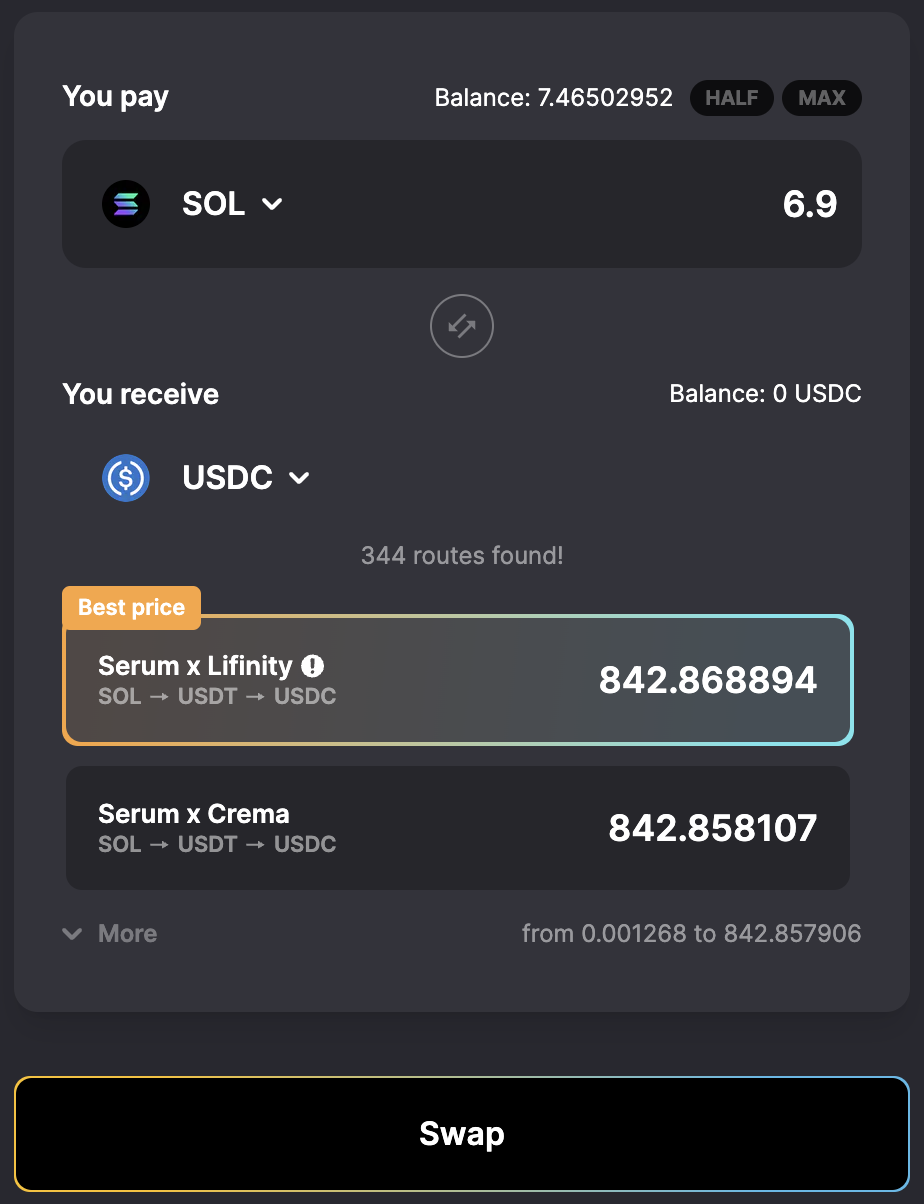 You pay Balance: 7.46502952 HALF MAX
SOL 6.9
You receive Balance: 0 USDC
USDC
344 routes found!
Best price
Serum x Lifinity 842.868894
SOL → USDT → USDC
Serum x Crema 842.858107
SOL → USDT → USDC
More from 0.001268 to 842.857906
Swap